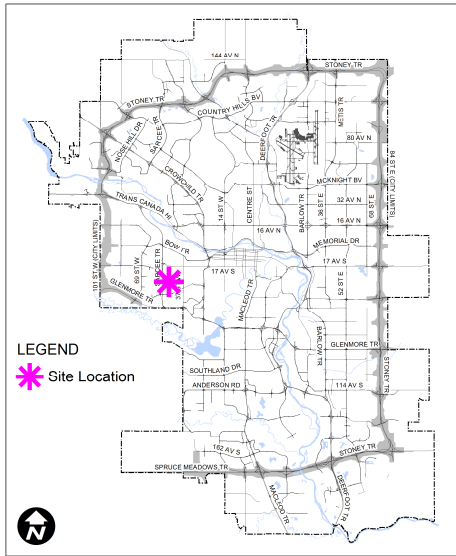 144 AV N
STONEY TR
STONEY TR
COUNTRY HILLS BV
METIS TR
NOSE HILL DR
SARCEE TR
DEERFOOT TR
80 AV N
84 ST E (CITY LIMITS)
CROWCHILD TR
MCKNIGHT BV
TRANS CANADA HI
14 ST W
CENTRE ST
BARLOW TR
36 ST E
32 AV N
68 ST E
16 AV N
16 AV N
101 ST W (CITY LIMITS)
69 ST W
BOW TR
MEMORIAL DR
17 AV S
17 AV S
GLENMORE TR
MACLEOD TR
52 ST E
BARLOW TR
GLENMORE TR
STONEY TR
LEGEND
Site Location
SOUTHLAND DR
ANDERSON RD
114 AV S
162 AV S
STONEY TR
SPRUCE MEADOWS TR
MACLEOD TR
DEERFOOT TR
N